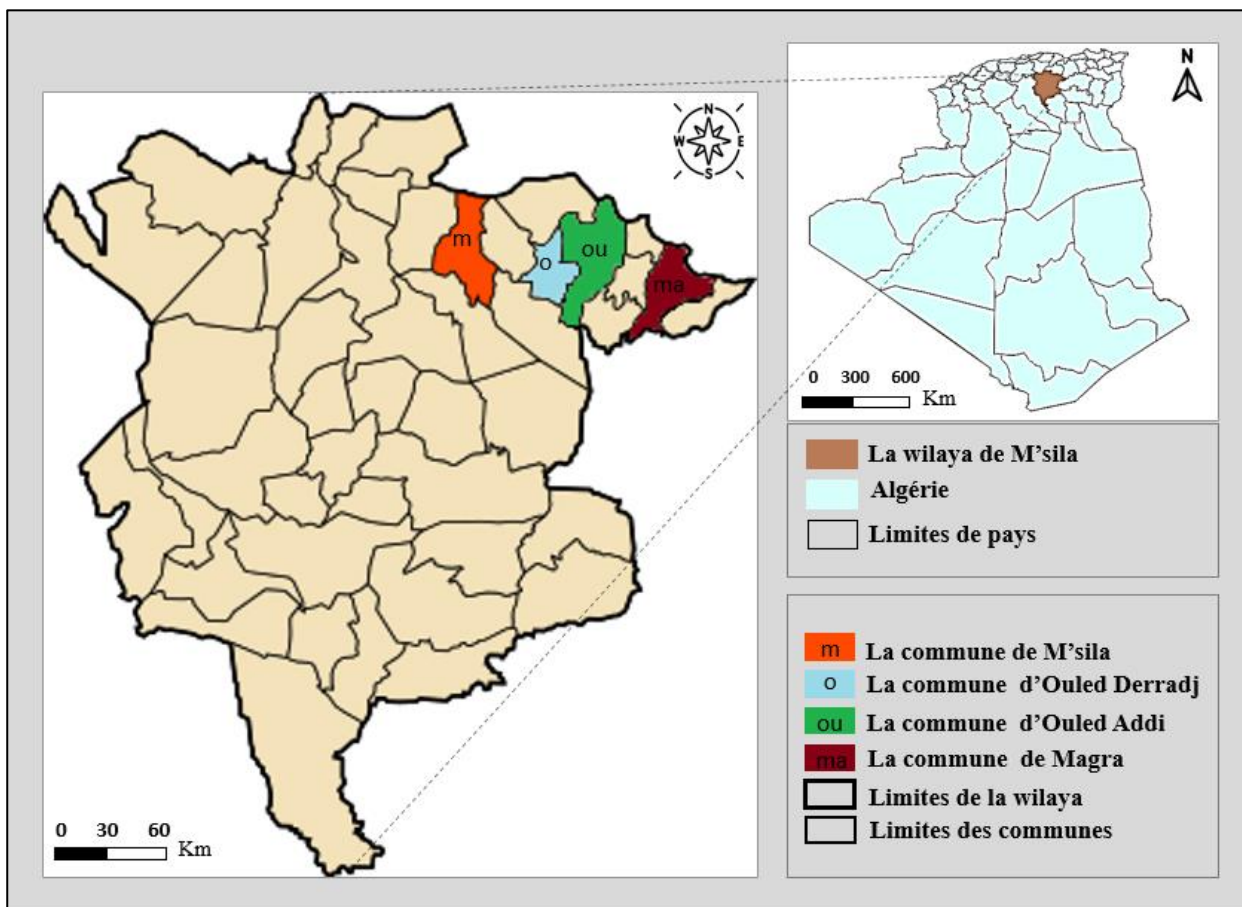 N
W E
S
m
o
ou
ma
0 30 60
Km
N
0 300 600
Km
La wilaya de M’sila
Algérie
Limites de pays
m La commune de M’sila
o La commune d’Ouled Derradj
ou La commune d’Ouled Addi
ma La commune de Magra
Limites de la wilaya
Limites des communes